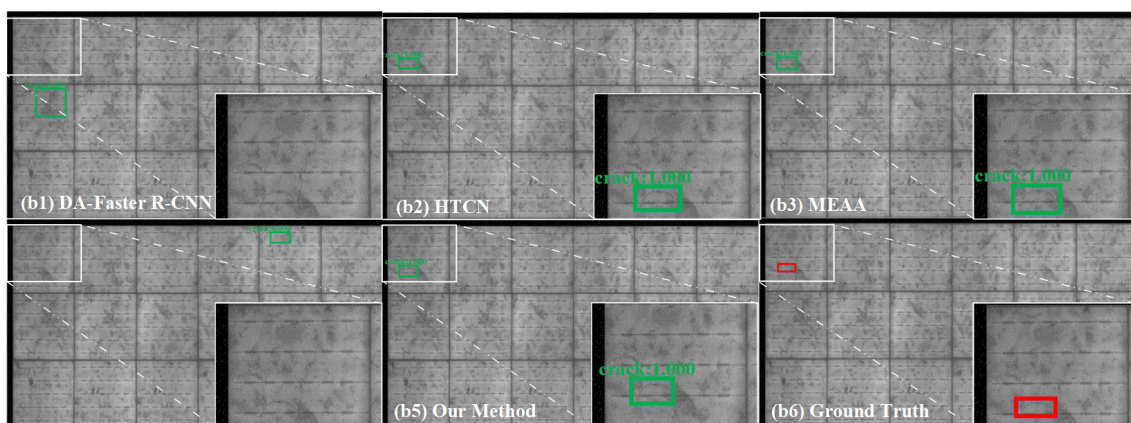 crack:1.000
crack:1.000
(b1) DA-Faster R-CNN
(b2) HTCN
(b3) MEAA
crack:1.000
(b5) Our Method
(b6) Ground Truth